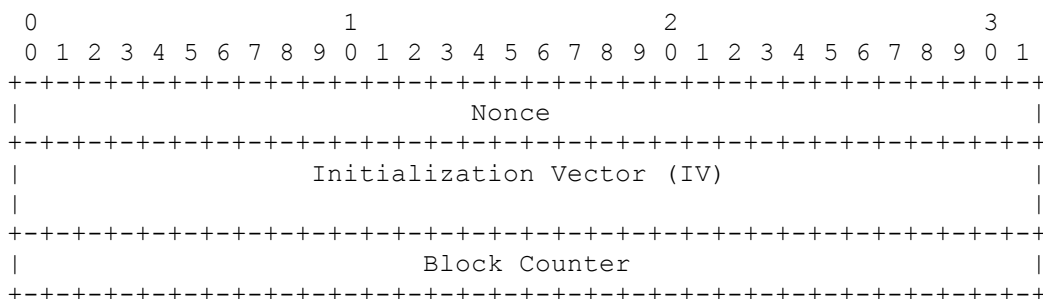 0                   1                   2                   3
 0 1 2 3 4 5 6 7 8 9 0 1 2 3 4 5 6 7 8 9 0 1 2 3 4 5 6 7 8 9 0 1
+-+-+-+-+-+-+-+-+-+-+-+-+-+-+-+-+-+-+-+-+-+-+-+-+-+-+-+-+-+-+-+-+
|                            Nonce                              |
+-+-+-+-+-+-+-+-+-+-+-+-+-+-+-+-+-+-+-+-+-+-+-+-+-+-+-+-+-+-+-+-+
|                  Initialization Vector (IV)                   |
|                                                               |
+-+-+-+-+-+-+-+-+-+-+-+-+-+-+-+-+-+-+-+-+-+-+-+-+-+-+-+-+-+-+-+-+
|                         Block Counter                         |
+-+-+-+-+-+-+-+-+-+-+-+-+-+-+-+-+-+-+-+-+-+-+-+-+-+-+-+-+-+-+-+-+